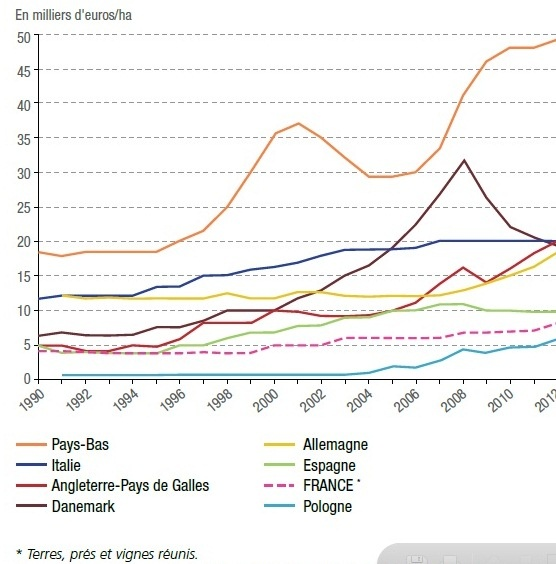 En milliers d'euros/ha
50
45
40
35
30
25
20
15
10
5
0
1990
1992
1994
1996
1998
2000
2002
2004
2006
2008
2010
2012
Pays-Bas
Allemagne
Italie
Espagne
Angleterre-Pays de Galles
FRANCE *
Danemark
Pologne
* Terres, prés et vignes réunis.